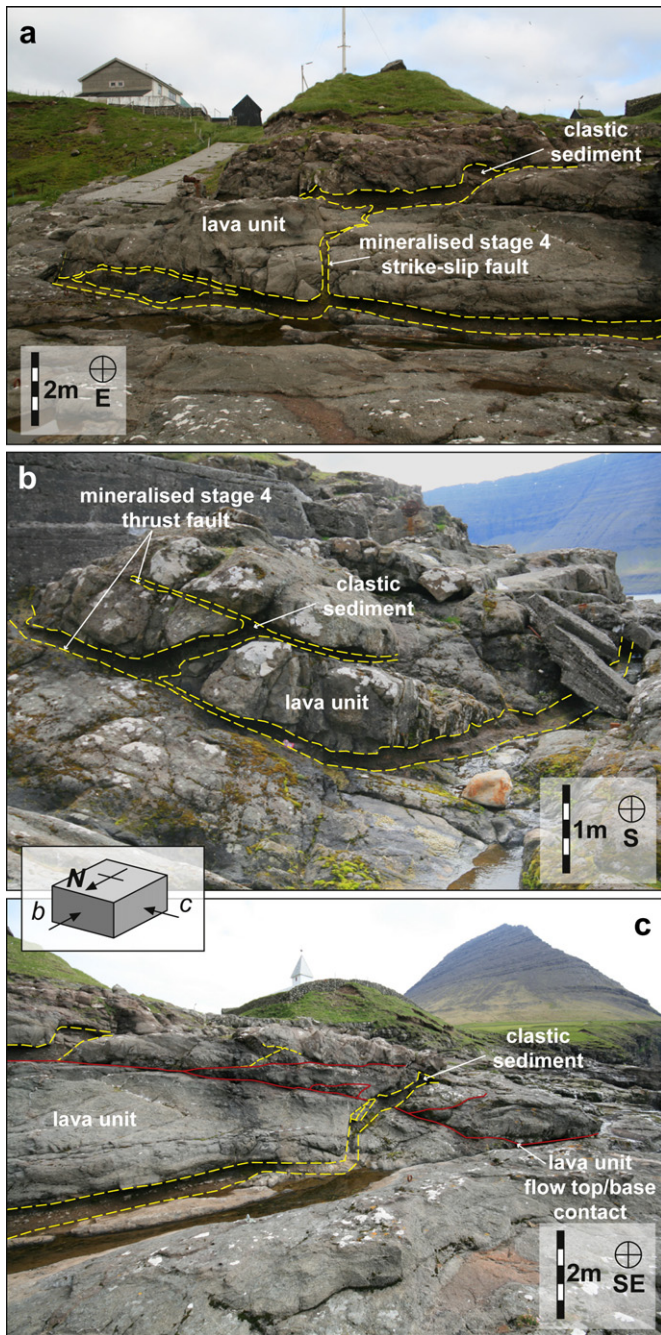 a
clastic
sediment
lava unit
mineralised stage 4
strike-slip fault
2m
E
b
mineralised stage 4
thrust fault
clastic
sediment
lava unit
1m
S
N
b
c
c
clastic
sediment
lava unit
lava unit
flow top/base
contact
2m
SE